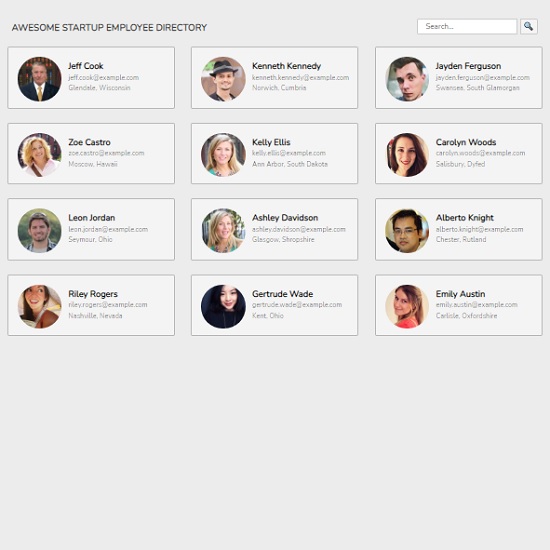 AWESOME STARTUP EMPLOYEE DIRECTORY
Search...
Jeff Cook
jeff.cook@example.com
Glendale, Wisconsin
Kenneth Kennedy
kenneth.kennedy@example.com
Norwich, Cumbria
Jayden Ferguson
jayden.ferguson@example.com
Swansea, South Glamorgan
Zoe Castro
zoe.castro@example.com
Moscow, Hawaii
Kelly Ellis
kelly.ellis@example.com
Ann Arbor, South Dakota
Carolyn Woods
carolyn.woods@example.com
Salisbury, Dyfed
Leon Jordan
leon.jordan@example.com
Seymour, Ohio
Ashley Davidson
ashley.davidson@example.com
Glasgow, Shropshire
Alberto Knight
alberto.knight@example.com
Chester, Rutland
Riley Rogers
riley.rogers@example.com
Nashville, Nevada
Gertrude Wade
gertrude.wade@example.com
Kent, Ohio
Emily Austin
emily.austin@example.com
Carlisle, Oxfordshire